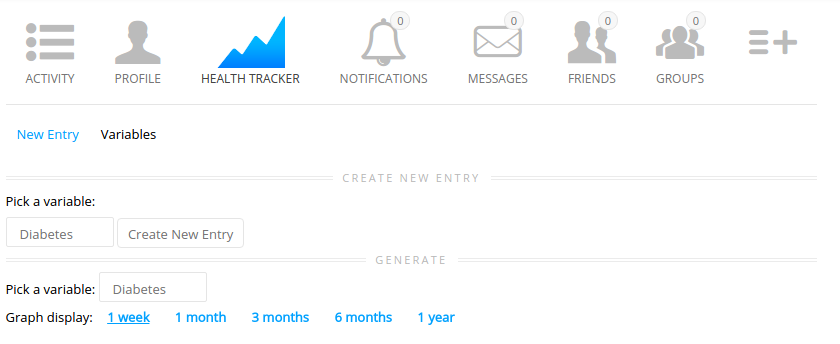 0 0 0 0
ACTIVITY PROFILE HEALTH TRACKER NOTIFICATIONS MESSAGES FRIENDS GROUPS
New Entry Variables
CREATE NEW ENTRY
Pick a variable:
Diabetes Create New Entry
GENERATE
Pick a variable: Diabetes
Graph display: 1 week 1 month 3 months 6 months 1 year